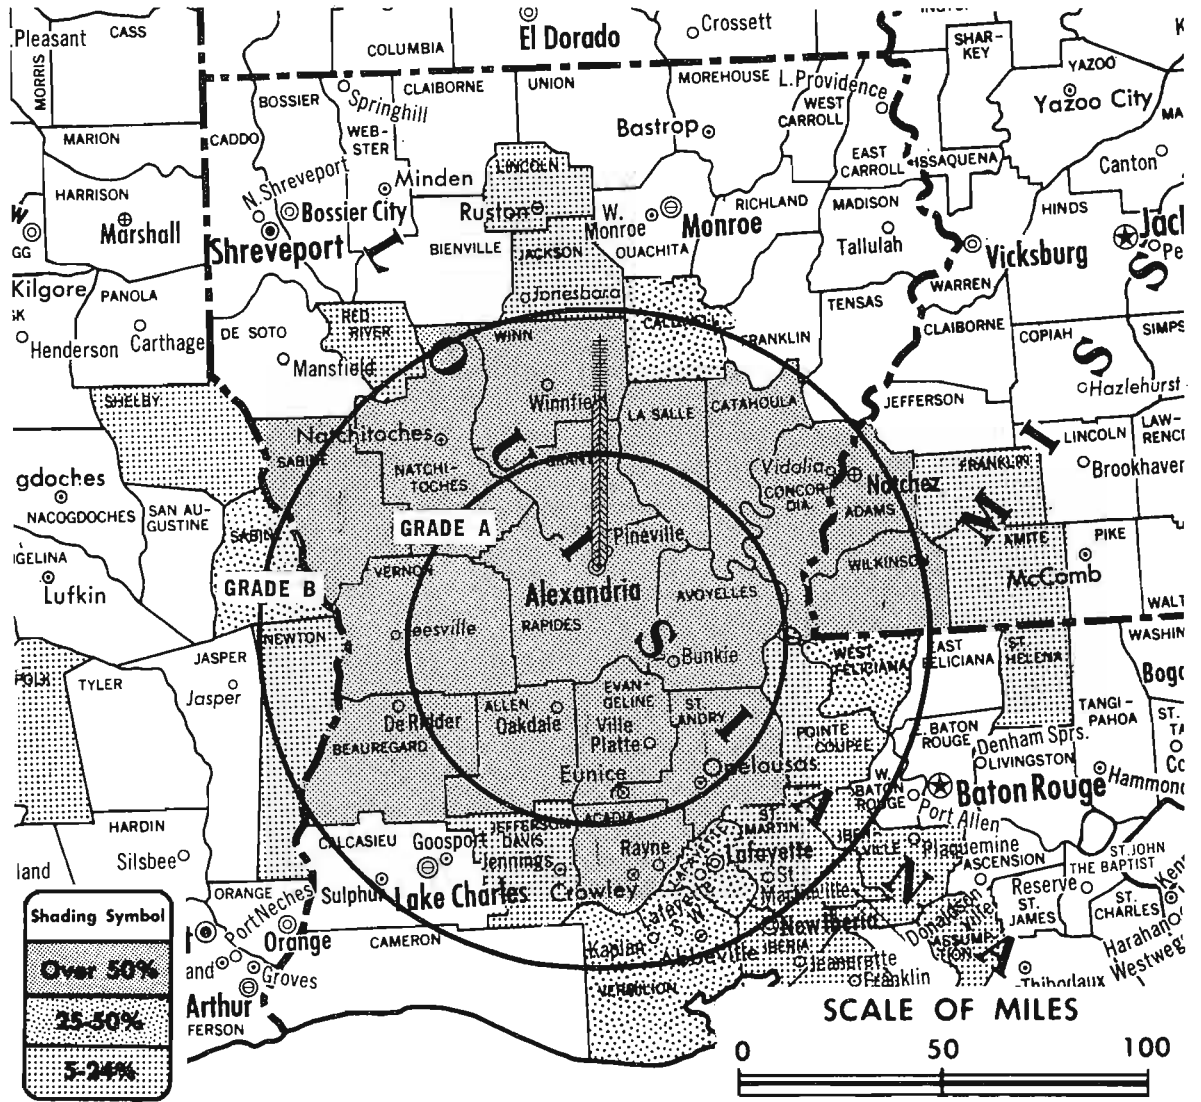 CASS
Pleasant
MORRIS
COLUMBIA
El Dorado
Crossett
SHAR-
KEY
YAZOO
Yazoo City
MARION
CADDO
BOSSIER
Springhill
CLAIBORNE
UNION
MOREHOUSE
L. Providence
WEST
CARROLL
WEB-
STER
Bastrop
EAST
CARROLL
ISSAQUENA
Canton
HARRISON
Marshall
N. Shreveport
Minden
LINCOLN
Ruston
Bossier City
Shreveport
BIENVILLE
JACKSON
W.
Monroe
Monroe
OUACHITA
RICHLAND
MADISON
Tallulah
HINDS
Vicksburg
WARREN
Kilgore
PANOLA
Henderson
Carthage
DE SOTO
Mansfield
RED
RIVER
Jonesboro
WINN
FRANKLIN
TENSAS
CLAIBORNE
COPIAH
Hazlehurst
SHELBY
Winnfield
LA SALLE
CATAHOULA
JEFFERSON
LINCOLN
Brookhaven
Natchitoches
SABINE
NATCHI-
TOCHES
GRANT
Vidalia
CONCOR-
DIA
Natchez
ADAMS
FRANKLIN
NACOGDOCHES
SAN AU-
GUSTINE
GRADE A
Pineville
WILKINSON
AMITE
PIKE
McComb
Lufkin
GRADE B
VERNON
Alexandria
RAPIDES
AVOYELLES
NEWTON
Bunkie
WEST
FELICIANA
EAST
FELICIANA
ST.
HELENA
JASPER
Jasper
TYLER
POLK
De Ridder
BEAUREGARD
ALLEN
Oakdale
EVAN-
GELINE
Ville
Platte
ST.
LANDRY
POINTE
COUPEE
E. BATON
ROUGE
Denham Sprs.
LIVINGSTON
TANGI-
PAHOA
Eunice
Opelousas
W.
BATON
ROUGE
Baton Rouge
Port Allen
Hammond
HARDIN
Silsbee
CALCASIEU
Goosport
Sulphur
Lake Charles
JEFFERSON
DAVIS
Jennings
ACADIA
Rayne
Crowley
ST.
MARTIN
Lafayette
Plaquemine
ASCENSION
ST. JOHN
THE BAPTIST
Reserve
ST.
JAMES
ST.
CHARLES
ORANGE
Port Neches
Orange
Groves
CAMERON
Kaplan
Abbeville
VERMILION
New Iberia
IBERIA
Jeanerette
Franklin
ASSUMP-
TION
Harahan
Westwego
Thibodaux
Arthur
LOUISIANA
Shading Symbol
Over 50%
25-50%
5-24%
SCALE OF MILES
0 50 100